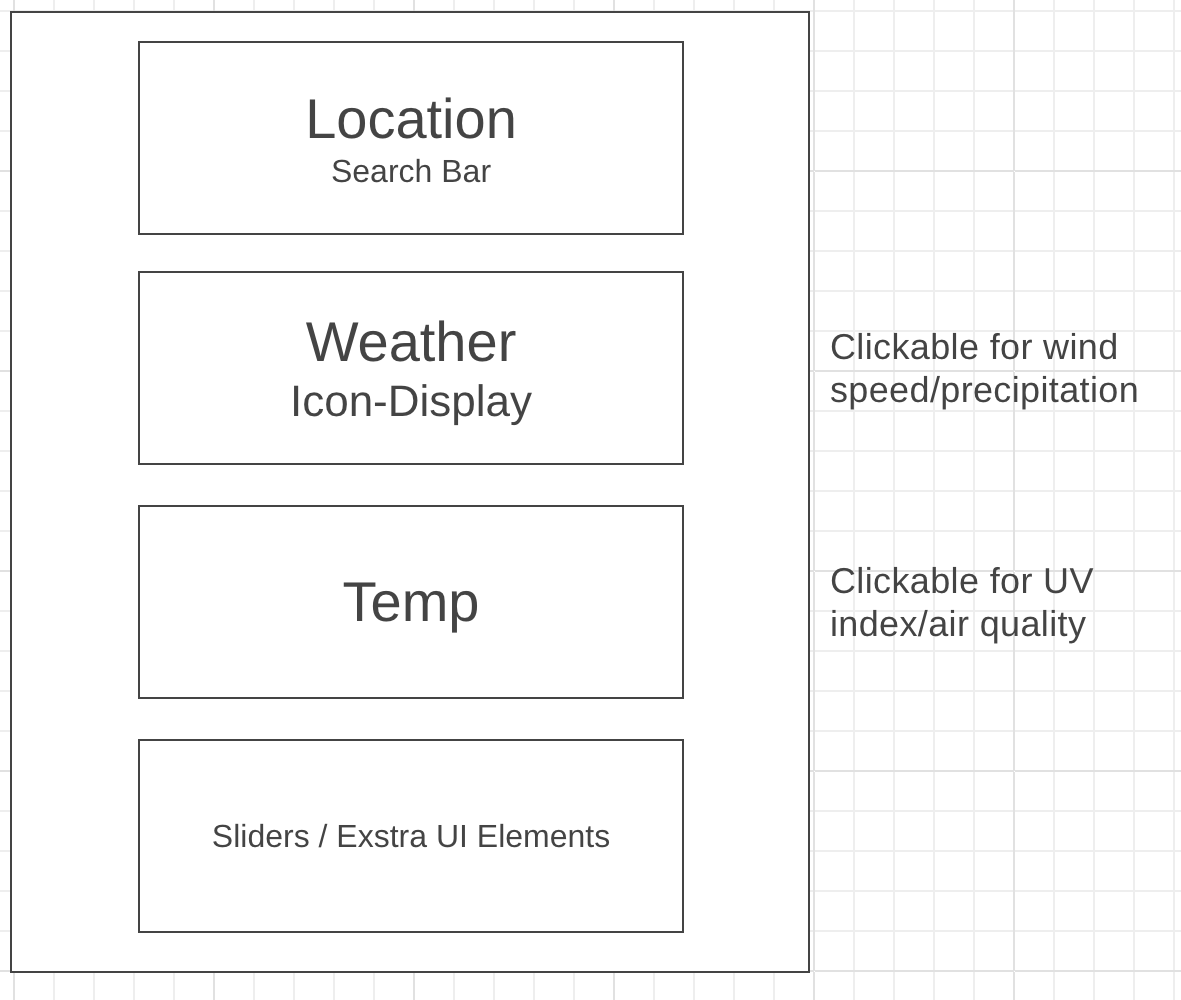 Location
Search Bar
Weather
Icon-Display
Clickable for wind
speed/precipitation
Temp
Clickable for UV
index/air quality
Sliders / Exstra UI Elements